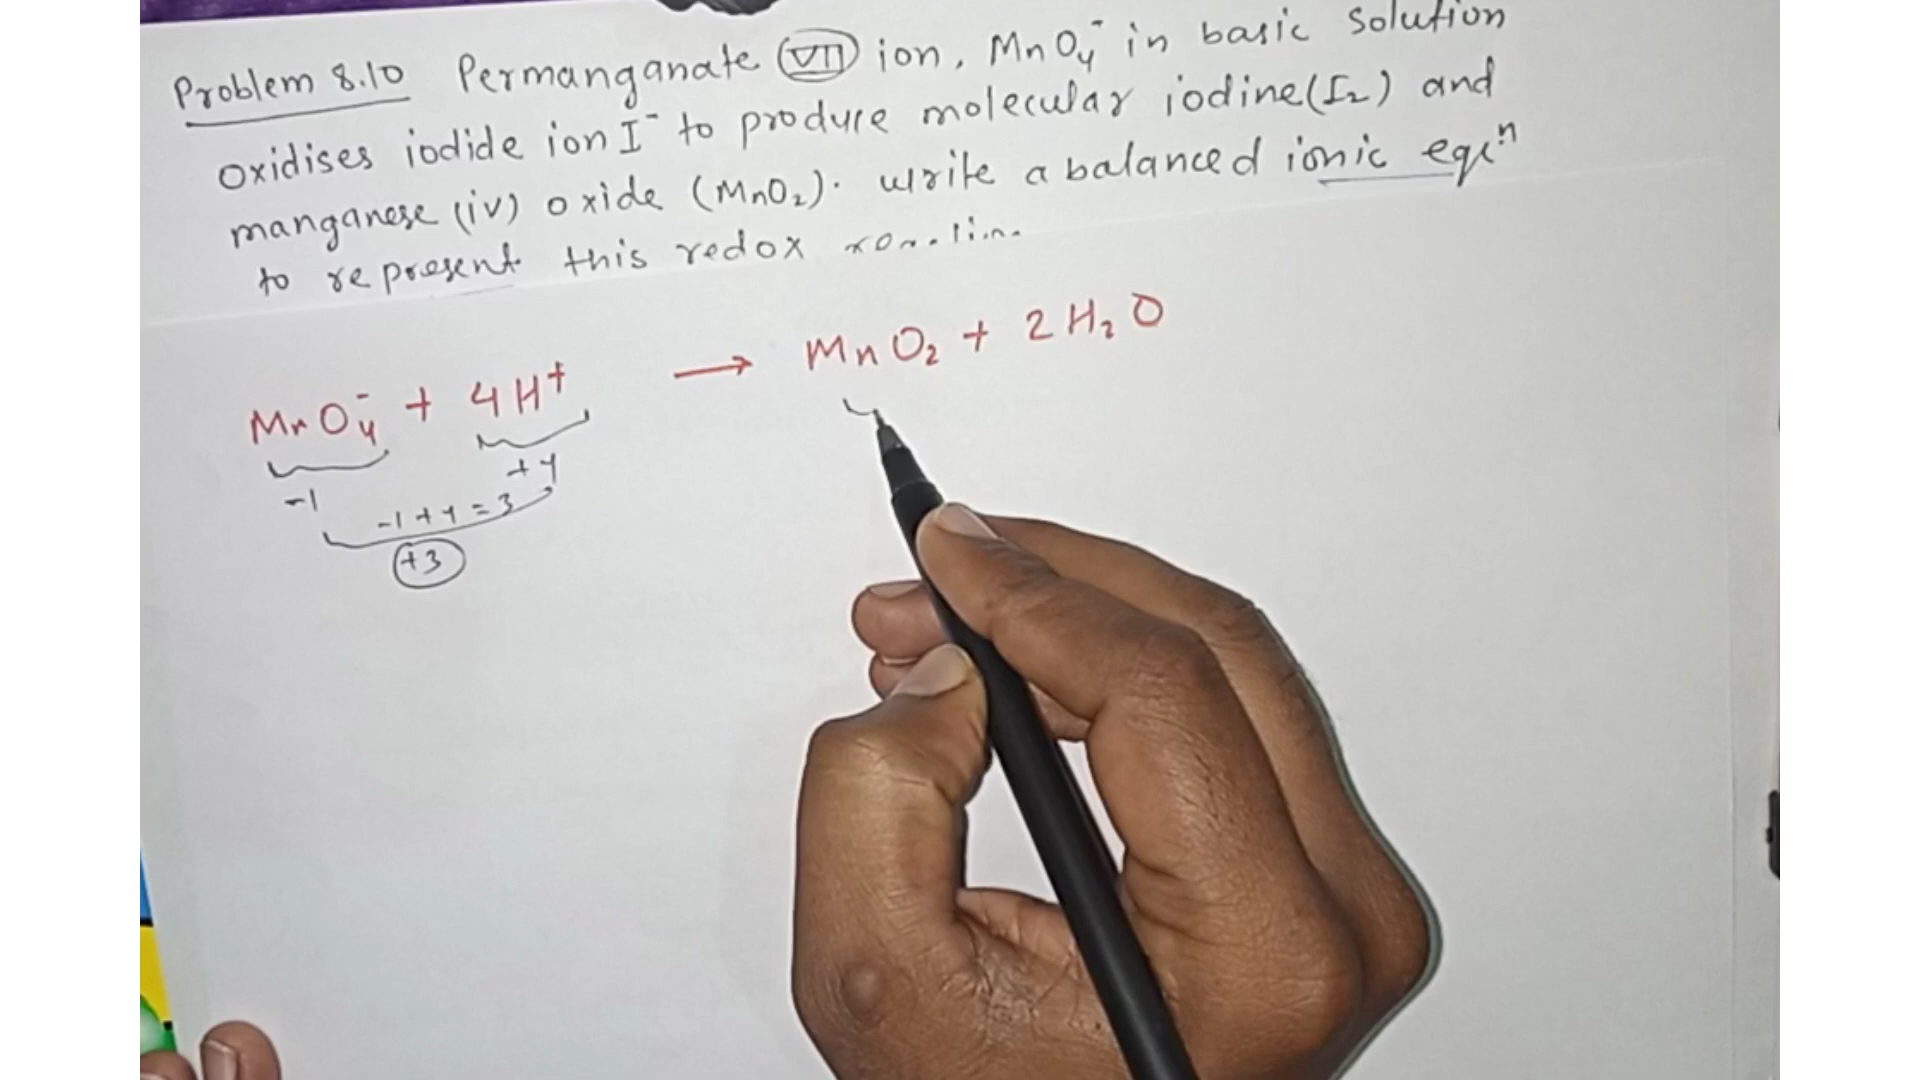 Problem 8.10 Permanganate (VII) ion, MnO₄⁻ in basic solution
oxidises iodide ion I⁻ to produce molecular iodine(I₂) and
manganese (iv) oxide (MnO₂). write a balanced ionic eqⁿ
to represent this redox
MnO₄⁻ + 4H⁺ → MnO₂ + 2H₂O
-1 +4
-1+4=3
+3